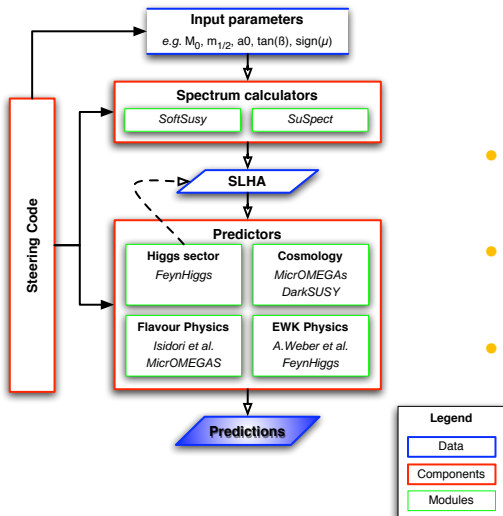 Input parameters
e.g. M0, m1/2, a0, tan(ß), sign(μ)
Spectrum calculators
SoftSusy
SuSpect
SLHA
Steering Code
Predictors
Higgs sector
FeynHiggs
Cosmology
MicrOMEGAs
DarkSUSY
Flavour Physics
Isidori et al.
MicrOMEGAS
EWK Physics
A.Weber et al.
FeynHiggs
Predictions
Legend
Data
Components
Modules